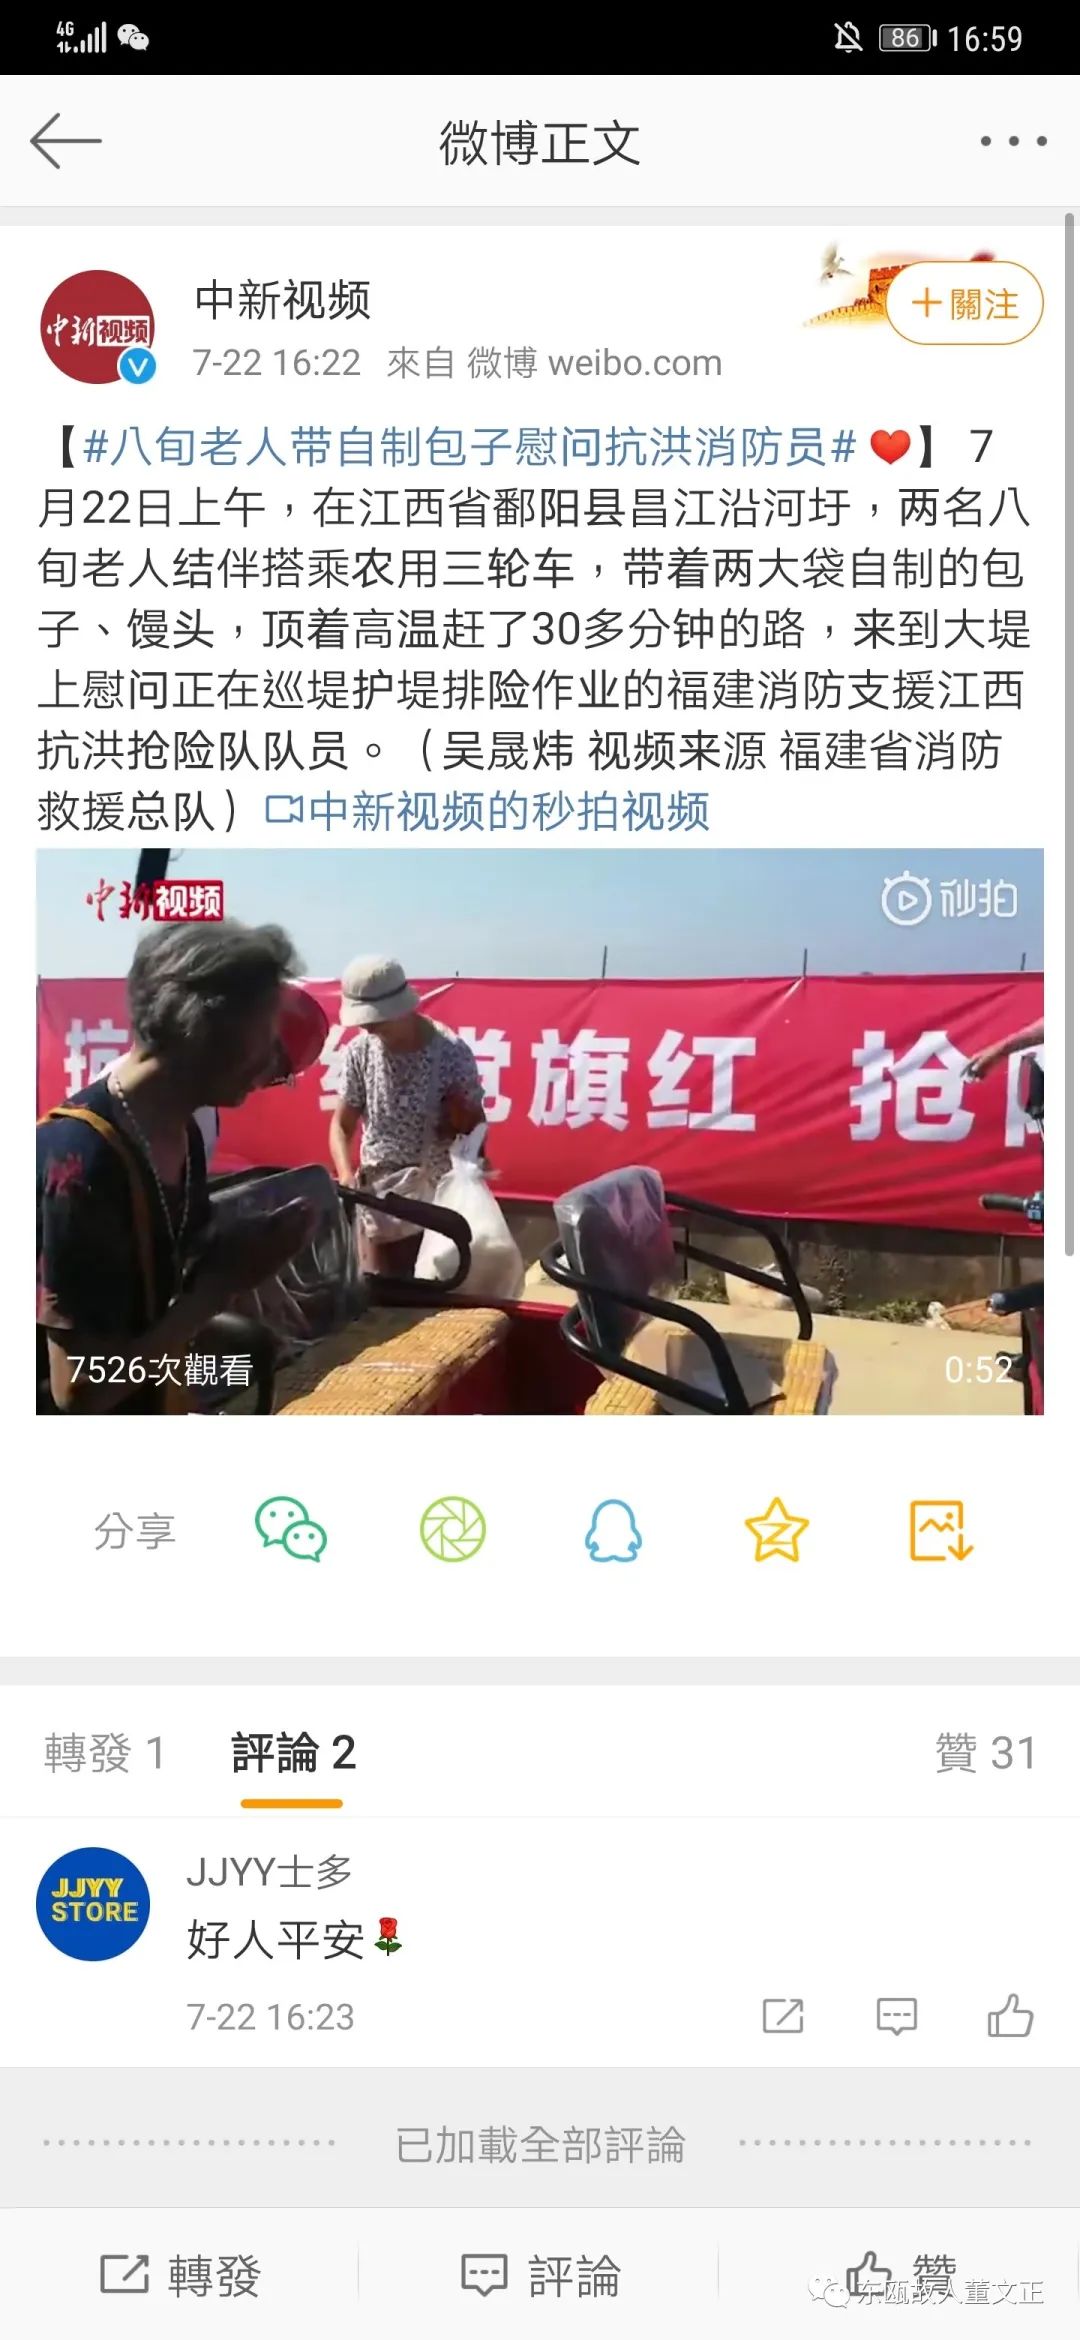 4G
86
16:59
微博正文
中新视频
中新视频
+關注
7-22 16:22 來自 微博 weibo.com
【#八旬老人带自制包子慰问抗洪消防员#❤️】 7
月22日上午，在江西省鄱阳县昌江沿河圩，两名八
旬老人结伴搭乘农用三轮车，带着两大袋自制的包
子、馒头，顶着高温赶了30多分钟的路，来到大堤
上慰问正在巡堤护堤排险作业的福建消防支援江西
抗洪抢险队队员。（吴晟炜 视频来源 福建省消防
救援总队）中新视频的秒拍视频
中新视频
秒拍
抗 党旗红 抢
7526次觀看
0:52
分享
轉發 1
評論 2
贊 31
JJYY
STORE
JJYY士多
好人平安🌹
7-22 16:23
已加載全部評論
轉發
評論
贊
东瓯故人董文正